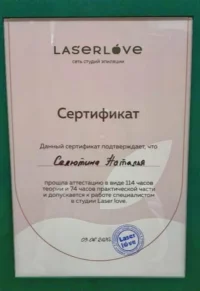 LASERLOVE
сеть студий эпиляции
Сертификат
Данный сертификат подтверждает, что
Салютина Наталья
прошла аттестацию в виде 114 часов
теории и 74 часов практической части
и допускается к работе специалистом
в студии Laser love.
Laser
love